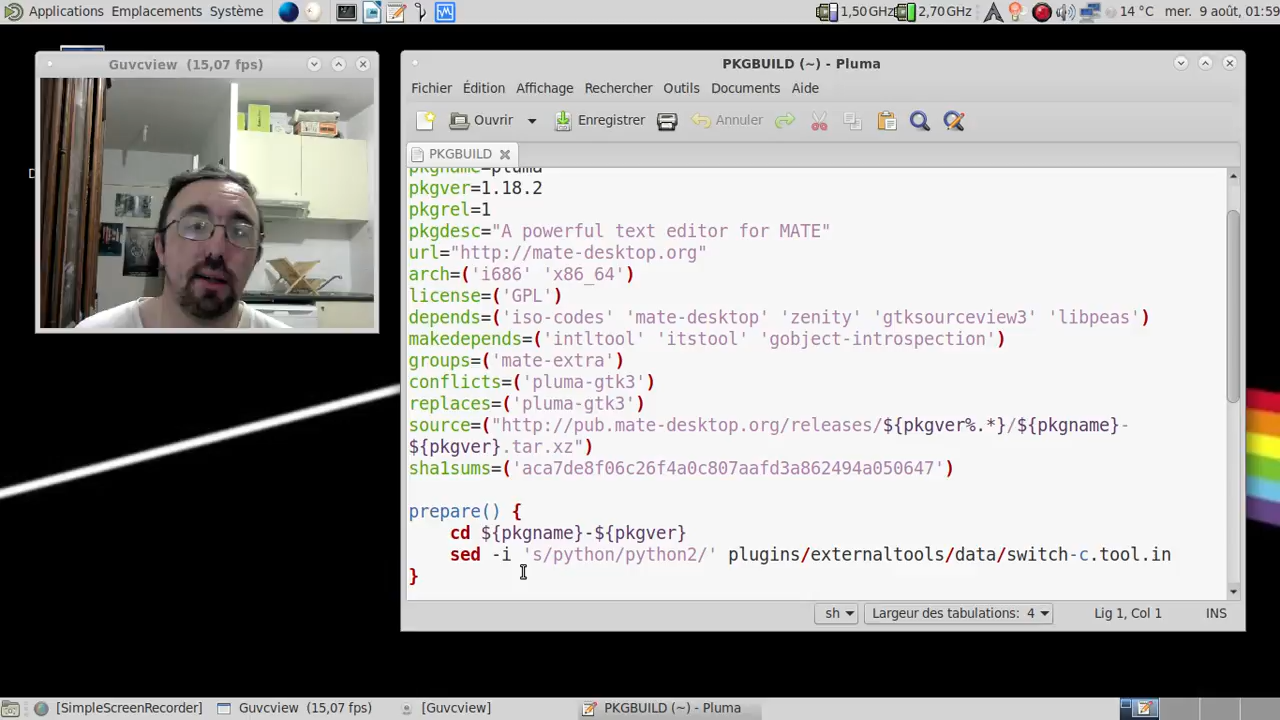 Applications Emplacements Système 1,50 GHz 2,70 GHz 14 °C mer. 9 août, 01:59
Guvcview (15,07 fps)
PKGBUILD (~) - Pluma
Fichier Édition Affichage Rechercher Outils Documents Aide
Ouvrir Enregistrer Annuler
PKGBUILD
pkgname=pluma
pkgver=1.18.2
pkgrel=1
pkgdesc="A powerful text editor for MATE"
url="http://mate-desktop.org"
arch=('i686' 'x86_64')
license=('GPL')
depends=('iso-codes' 'mate-desktop' 'zenity' 'gtksourceview3' 'libpeas')
makedepends=('intltool' 'itstool' 'gobject-introspection')
groups=('mate-extra')
conflicts=('pluma-gtk3')
replaces=('pluma-gtk3')
source=("http://pub.mate-desktop.org/releases/${pkgver%.*}/${pkgname}-
${pkgver}.tar.xz")
sha1sums=('aca7de8f06c26f4a0c807aafd3a862494a050647')
prepare() {
cd ${pkgname}-${pkgver}
sed -i 's/python/python2/' plugins/externaltools/data/switch-c.tool.in
}
sh Largeur des tabulations: 4 Lig 1, Col 1 INS
[SimpleScreenRecorder] Guvcview (15,07 fps) [Guvcview] PKGBUILD (~) - Pluma